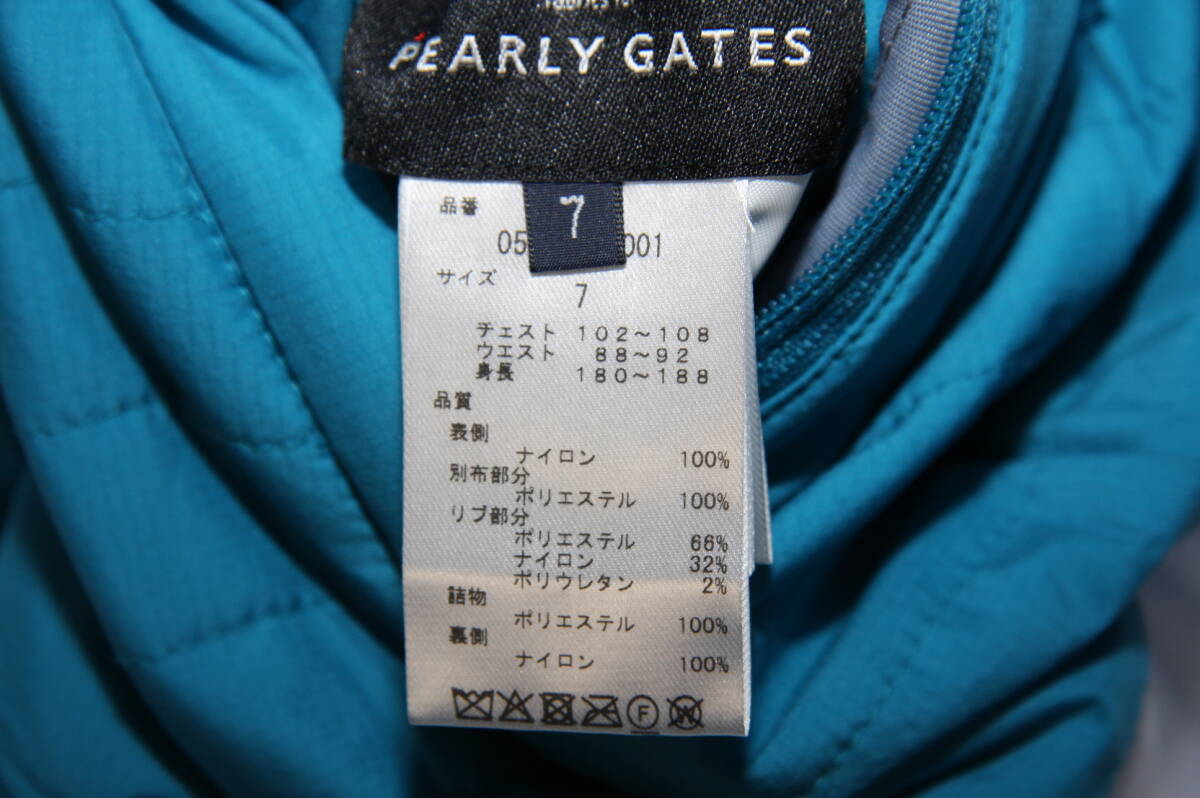 PEARLY GATES
7
品番
05 001
サイズ
7
チェスト 102～108
ウエスト 88～92
身長 180～188
品質
表側
ナイロン 100%
別布部分
ポリエステル 100%
リブ部分
ポリエステル 66%
ナイロン 32%
ポリウレタン 2%
詰物
ポリエステル 100%
裏側
ナイロン 100%
F W